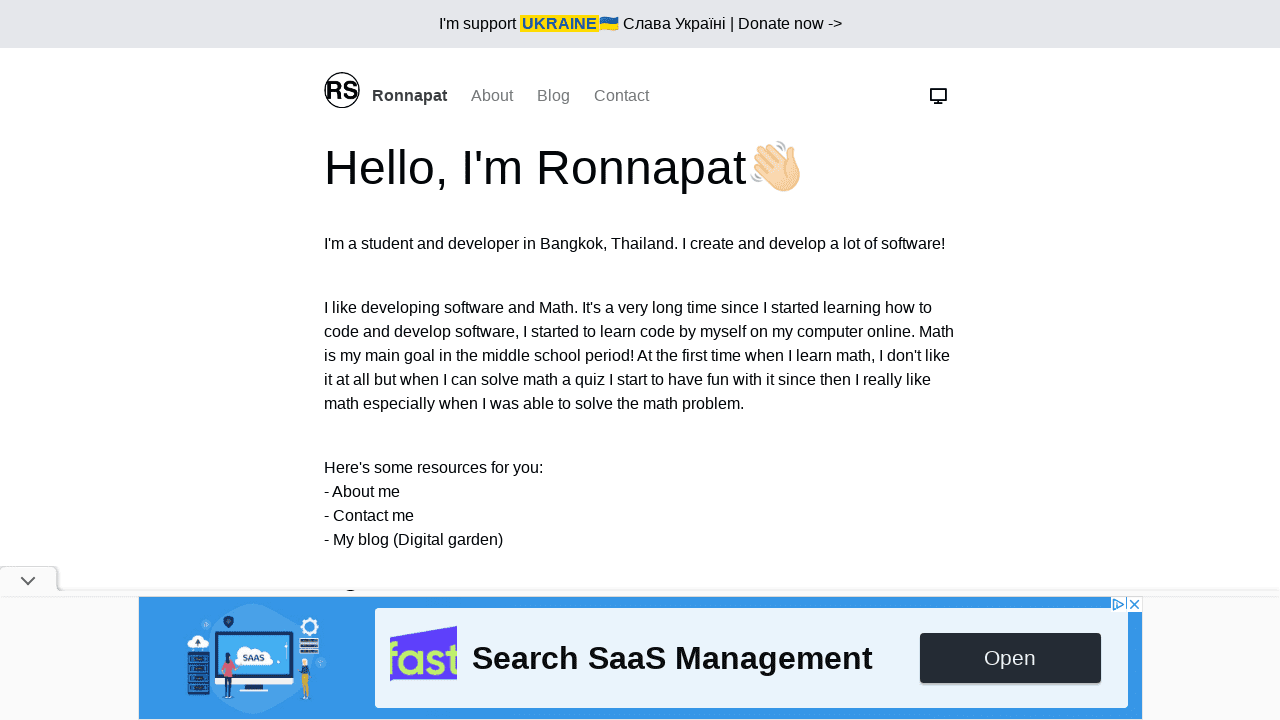 I'm support UKRAINE🇺🇦 Слава Україні | Donate now ->
RS
Ronnapat About Blog Contact
Hello, I'm Ronnapat👋🏻
I'm a student and developer in Bangkok, Thailand. I create and develop a lot of software!
I like developing software and Math. It's a very long time since I started learning how to
code and develop software, I started to learn code by myself on my computer online. Math
is my main goal in the middle school period! At the first time when I learn math, I don't like
it at all but when I can solve math a quiz I start to have fun with it since then I really like
math especially when I was able to solve the math problem.
Here's some resources for you:
- About me
- Contact me
- My blog (Digital garden)
SAAS
fast
Search SaaS Management
Open